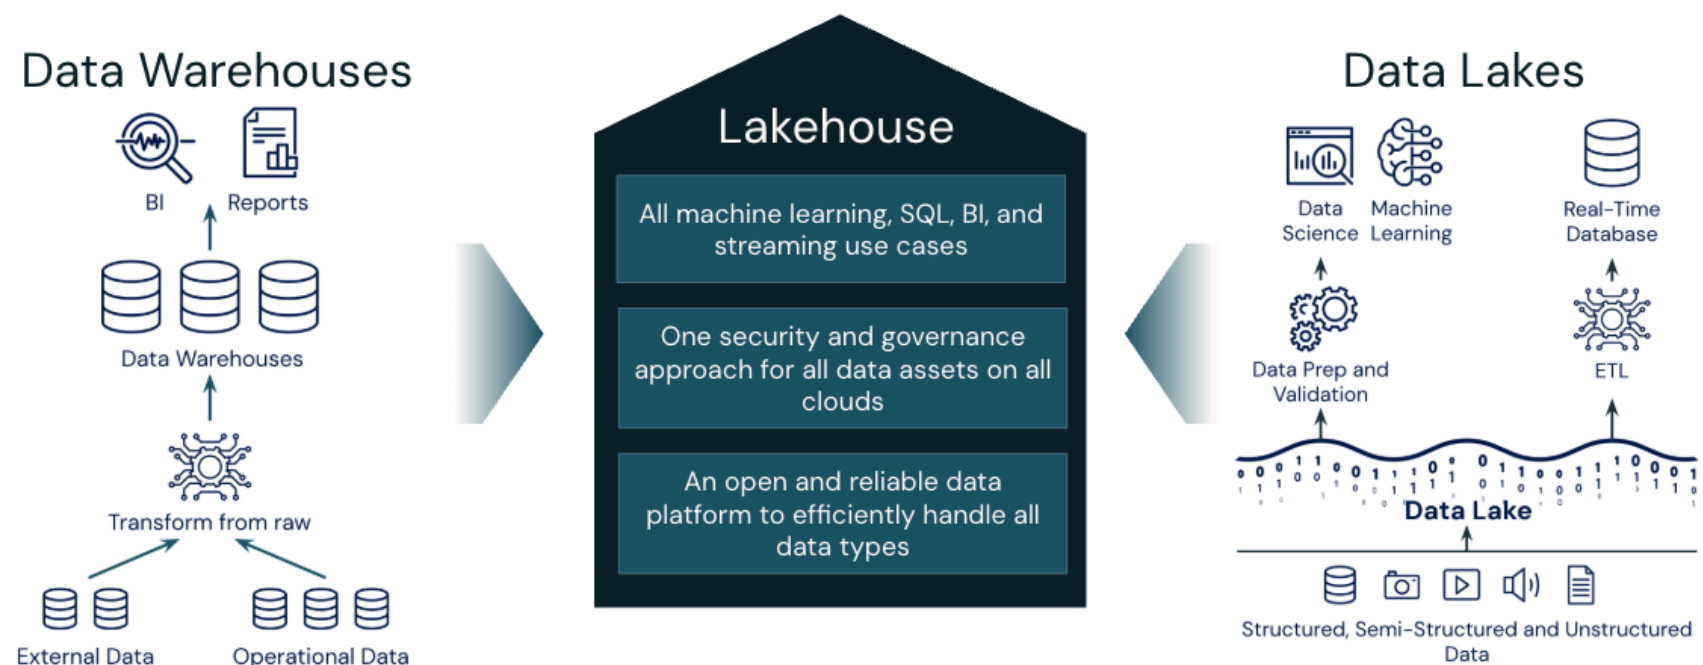 Data Warehouses
BI
Reports
Data Warehouses
Transform from raw
External Data
Operational Data
Lakehouse
All machine learning, SQL, BI, and
streaming use cases
One security and governance
approach for all data assets on all
clouds
An open and reliable data
platform to efficiently handle all
data types
Data Lakes
Data
Science
Machine
Learning
Real-Time
Database
Data Prep and
Validation
ETL
Data Lake
Structured, Semi-Structured and Unstructured
Data